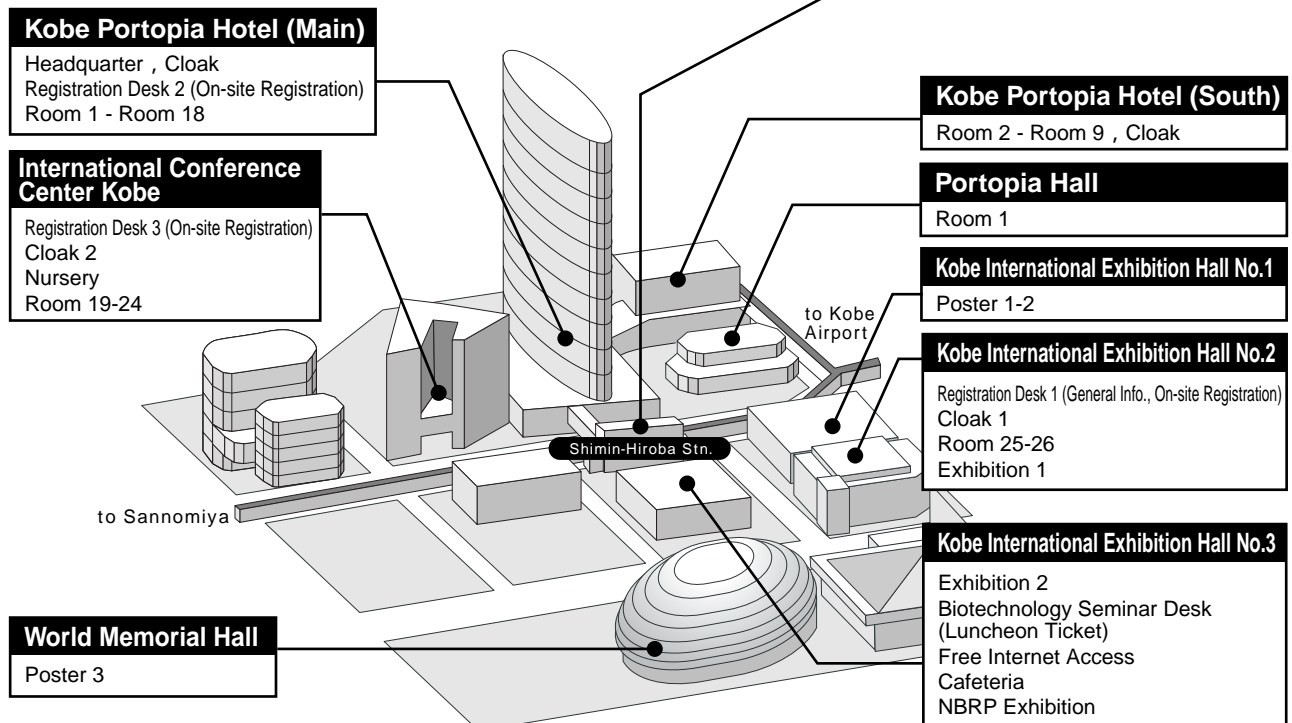 Kobe Portopia Hotel (Main)
Headquarter , Cloak
Registration Desk 2 (On-site Registration)
Room 1 - Room 18
International Conference
Center Kobe
Registration Desk 3 (On-site Registration)
Cloak 2
Nursery
Room 19-24
Kobe Portopia Hotel (South)
Room 2 - Room 9 , Cloak
Portopia Hall
Room 1
Kobe International Exhibition Hall No.1
Poster 1-2
to Kobe
Airport
Kobe International Exhibition Hall No.2
Registration Desk 1 (General Info., On-site Registration)
Cloak 1
Room 25-26
Exhibition 1
Shimin-Hiroba Stn.
to Sannomiya
Kobe International Exhibition Hall No.3
Exhibition 2
Biotechnology Seminar Desk
(Luncheon Ticket)
Free Internet Access
Cafeteria
NBRP Exhibition
World Memorial Hall
Poster 3